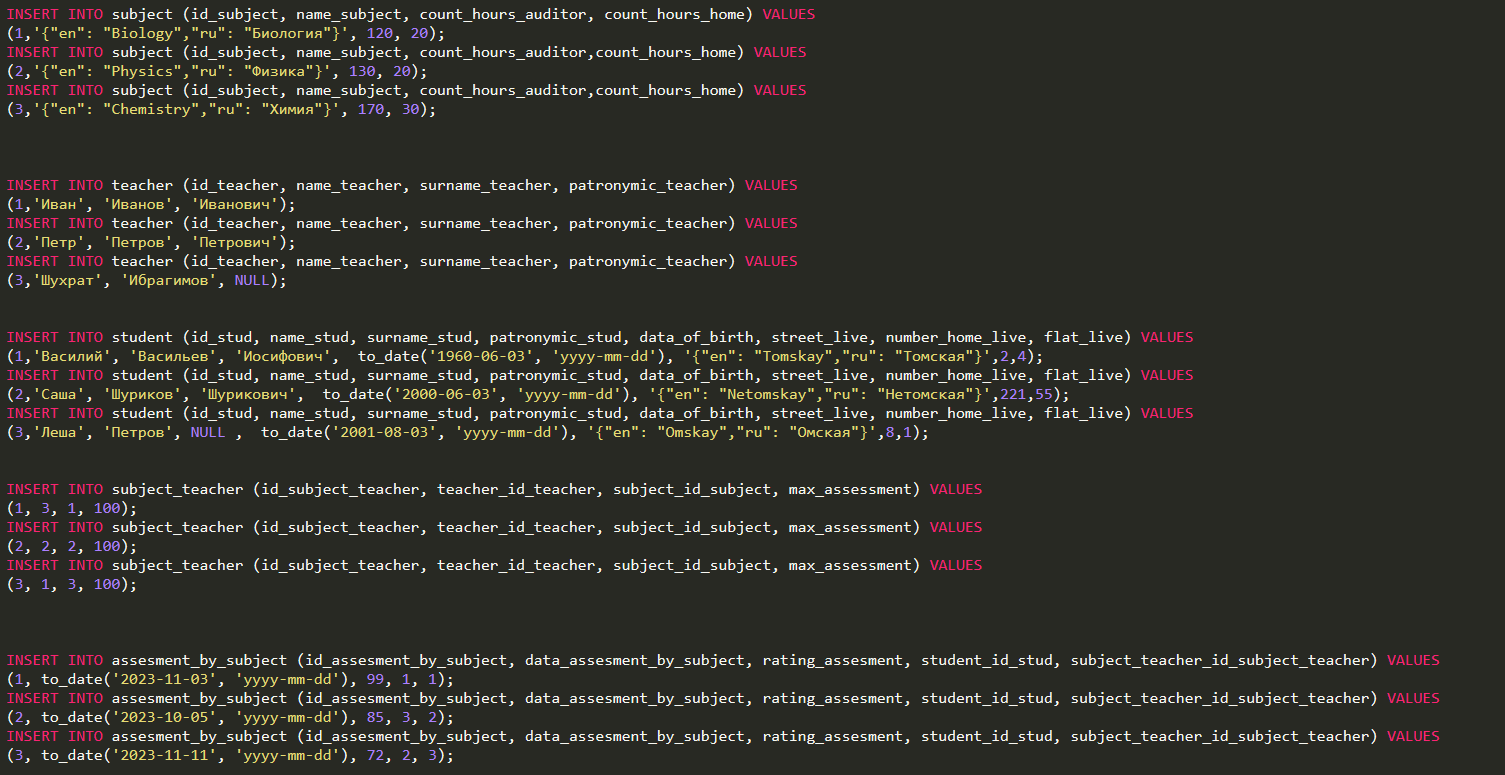 INSERT INTO subject (id_subject, name_subject, count_hours_auditor, count_hours_home) VALUES
(1,'{"en": "Biology","ru": "Биология"}', 120, 20);
INSERT INTO subject (id_subject, name_subject, count_hours_auditor,count_hours_home) VALUES
(2,'{"en": "Physics","ru": "Физика"}', 130, 20);
INSERT INTO subject (id_subject, name_subject, count_hours_auditor,count_hours_home) VALUES
(3,'{"en": "Chemistry","ru": "Химия"}', 170, 30);
INSERT INTO teacher (id_teacher, name_teacher, surname_teacher, patronymic_teacher) VALUES
(1,'Иван', 'Иванов', 'Иванович');
INSERT INTO teacher (id_teacher, name_teacher, surname_teacher, patronymic_teacher) VALUES
(2,'Петр', 'Петров', 'Петрович');
INSERT INTO teacher (id_teacher, name_teacher, surname_teacher, patronymic_teacher) VALUES
(3,'Шухрат', 'Ибрагимов', NULL);
INSERT INTO student (id_stud, name_stud, surname_stud, patronymic_stud, data_of_birth, street_live, number_home_live, flat_live) VALUES
(1,'Василий', 'Васильев', 'Иосифович',  to_date('1960-06-03', 'yyyy-mm-dd'), '{"en": "Tomskay","ru": "Томская"}',2,4);
INSERT INTO student (id_stud, name_stud, surname_stud, patronymic_stud, data_of_birth, street_live, number_home_live, flat_live) VALUES
(2,'Саша', 'Шуриков', 'Шурикович',  to_date('2000-06-03', 'yyyy-mm-dd'), '{"en": "Netomskay","ru": "Нетомская"}',221,55);
INSERT INTO student (id_stud, name_stud, surname_stud, patronymic_stud, data_of_birth, street_live, number_home_live, flat_live) VALUES
(3,'Леша', 'Петров', NULL ,  to_date('2001-08-03', 'yyyy-mm-dd'), '{"en": "Omskay","ru": "Омская"}',8,1);
INSERT INTO subject_teacher (id_subject_teacher, teacher_id_teacher, subject_id_subject, max_assessment) VALUES
(1, 3, 1, 100);
INSERT INTO subject_teacher (id_subject_teacher, teacher_id_teacher, subject_id_subject, max_assessment) VALUES
(2, 2, 2, 100);
INSERT INTO subject_teacher (id_subject_teacher, teacher_id_teacher, subject_id_subject, max_assessment) VALUES
(3, 1, 3, 100);
INSERT INTO assesment_by_subject (id_assesment_by_subject, data_assesment_by_subject, rating_assesment, student_id_stud, subject_teacher_id_subject_teacher) VALUES
(1, to_date('2023-11-03', 'yyyy-mm-dd'), 99, 1, 1);
INSERT INTO assesment_by_subject (id_assesment_by_subject, data_assesment_by_subject, rating_assesment, student_id_stud, subject_teacher_id_subject_teacher) VALUES
(2, to_date('2023-10-05', 'yyyy-mm-dd'), 85, 3, 2);
INSERT INTO assesment_by_subject (id_assesment_by_subject, data_assesment_by_subject, rating_assesment, student_id_stud, subject_teacher_id_subject_teacher) VALUES
(3, to_date('2023-11-11', 'yyyy-mm-dd'), 72, 2, 3);